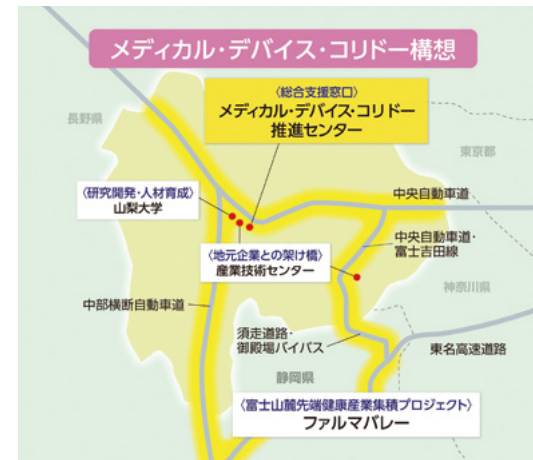 メディカル・デバイス・コリドー構想
〈総合支援窓口〉
メディカル・デバイス・コリドー
推進センター
長野県
東京都
〈研究開発・人材育成〉
山梨大学
中央自動車道
〈地元企業との架け橋〉
産業技術センター
中央自動車道・
富士吉田線
神奈川県
中部横断自動車道
須走道路・
御殿場バイパス
東名高速道路
静岡県
〈富士山麓先端健康産業集積プロジェクト〉
ファルマバレー